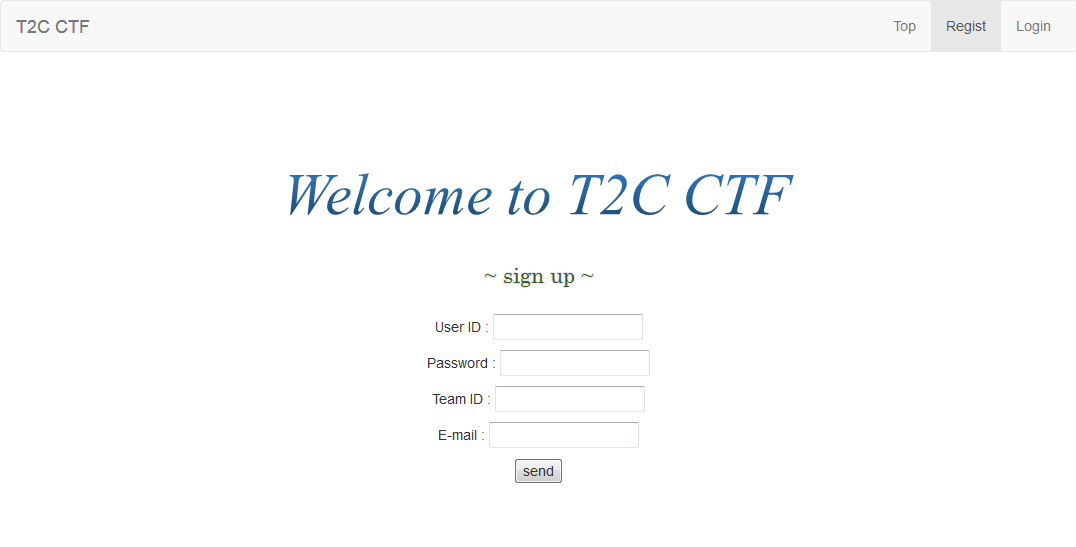 T2C CTF Top Regist Login
Welcome to T2C CTF
~ sign up ~
User ID :
Password :
Team ID :
E-mail :
send